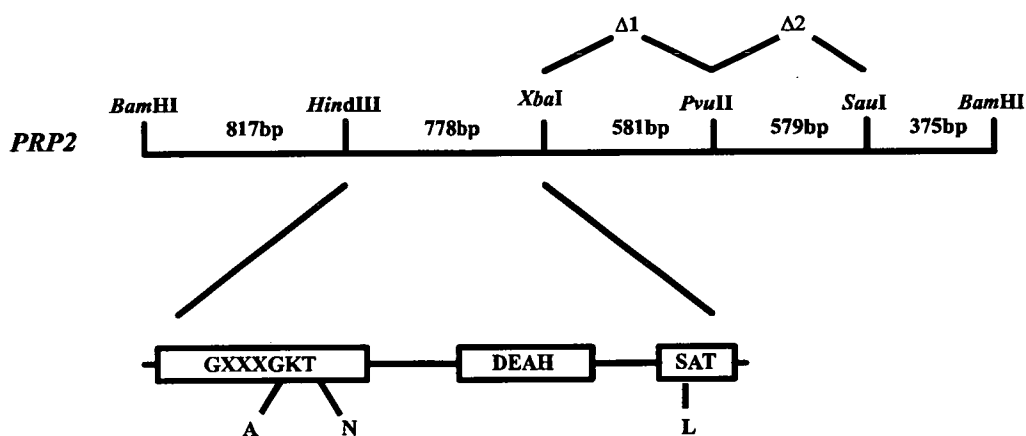 Δ1 Δ2
BamHI HindIII XbaI PvuII SauI BamHI
817bp 778bp 581bp 579bp 375bp
PRP2
GXXXGKT DEAH SAT
A N L